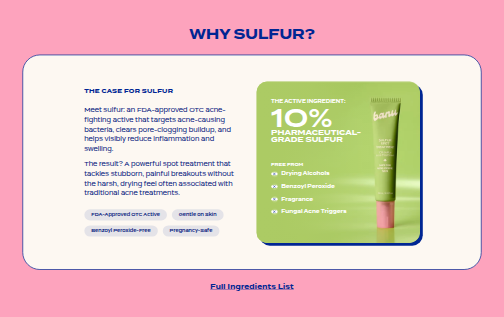 WHY SULFUR?
THE CASE FOR SULFUR
Meet sulfur: an FDA-approved OTC acne-
fighting active that targets acne-causing
bacteria, clears pore-clogging buildup, and
helps visibly reduce inflammation and
swelling.
The result? A powerful spot treatment that
tackles stubborn, painful breakouts without
the harsh, drying feel often associated with
traditional acne treatments.
FDA-Approved OTC Active
Gentle on skin
Benzoyl Peroxide-Free
Pregnancy-Safe
THE ACTIVE INGREDIENT:
10%
PHARMACEUTICAL-
GRADE SULFUR
FREE FROM
Drying Alcohols
Benzoyl Peroxide
Fragrance
Fungal Acne Triggers
banu
Full Ingredients List